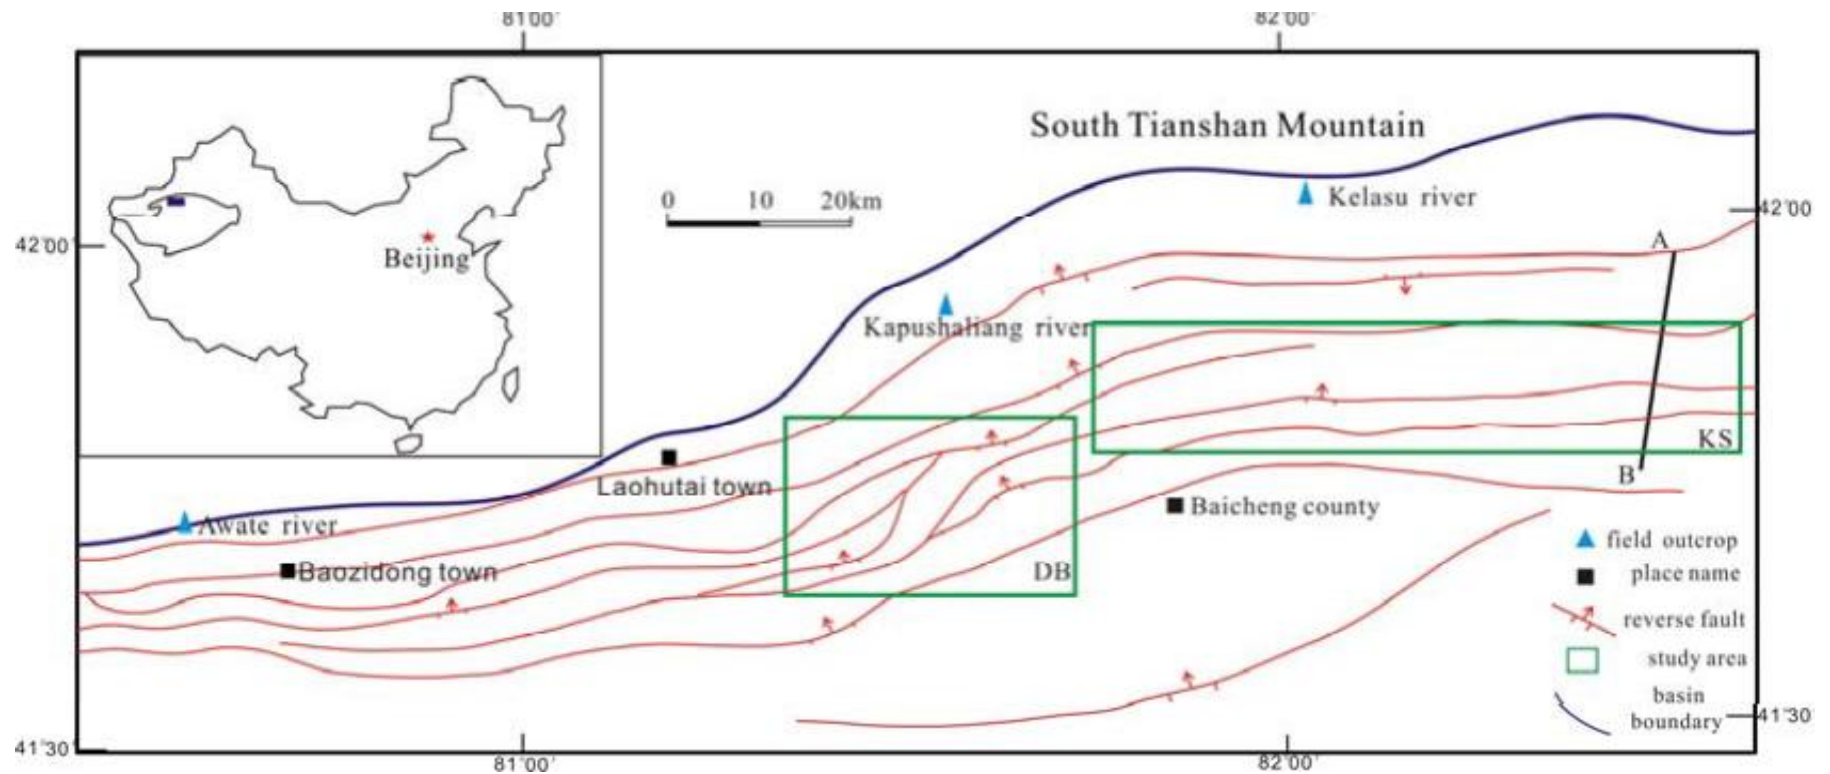 81°00′
82°00′
South Tianshan Mountain
0 10 20km
Kelasu river
42°00
42°00
A
Beijing
Kapushaliang river
KS
B
Laohutai town
Baicheng county
Awate river
Baozidong town
DB
field outcrop
place name
reverse fault
study area
basin
boundary
41°30
41°30
81°00′
82°00′